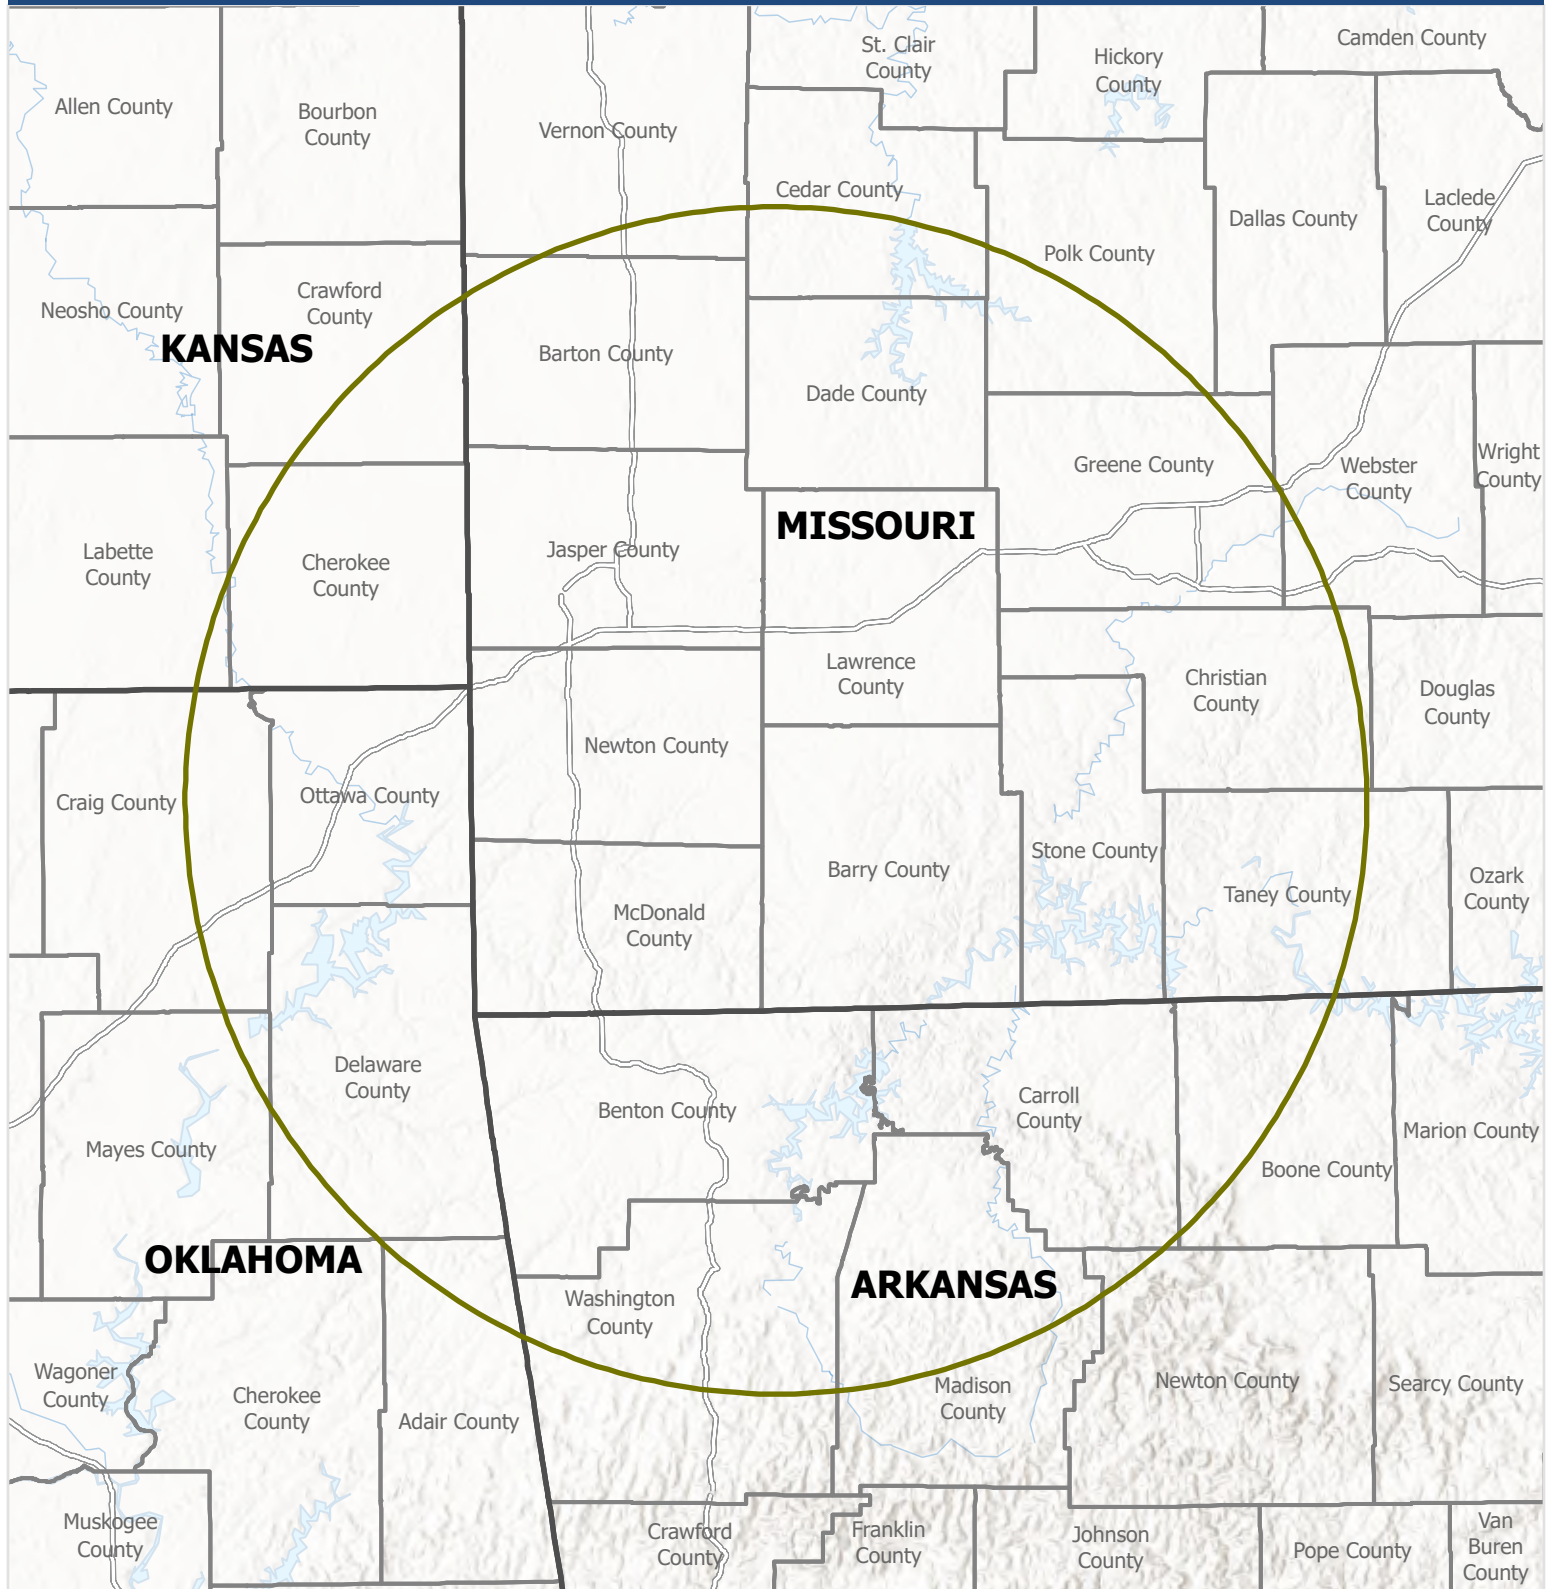 St. Clair
County
Hickory
County
Camden County
Allen County
Bourbon
County
Vernon County
Cedar County
Dallas County
Laclede
County
Polk County
Neosho County
Crawford
County
KANSAS
Barton County
Dade County
Greene County
Webster
County
Wright
County
MISSOURI
Labette
County
Cherokee
County
Jasper County
Lawrence
County
Christian
County
Douglas
County
Newton County
Craig County
Ottawa County
Stone County
Barry County
Taney County
Ozark
County
McDonald
County
Delaware
County
Benton County
Carroll
County
Marion County
Mayes County
Boone County
OKLAHOMA
ARKANSAS
Washington
County
Wagoner
County
Cherokee
County
Adair County
Madison
County
Newton County
Searcy County
Muskogee
County
Crawford
County
Franklin
County
Johnson
County
Pope County
Van
Buren
County